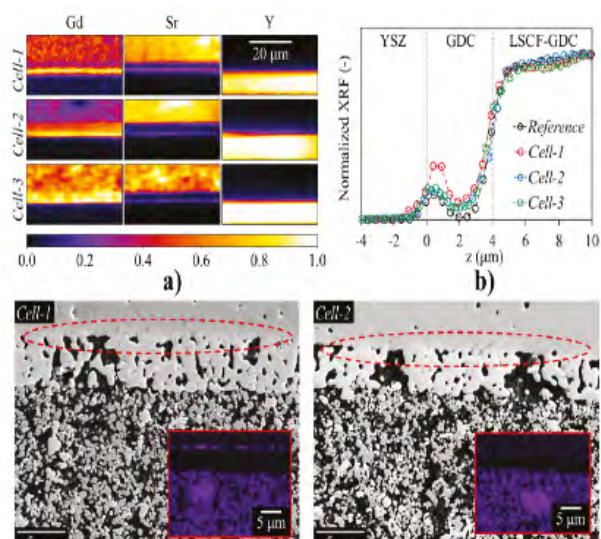 Gd Sr Y
Cell-1
20 μm
Cell-2
Cell-3
0.0 0.2 0.4 0.6 0.8 1.0
a)
YSZ GDC LSCF-GDC
Normalized XRF (-)
Reference
Cell-1
Cell-2
Cell-3
-4 -2 0 2 4 6 8 10
z (μm)
b)
Cell-1
5 μm
Cell-2
5 μm